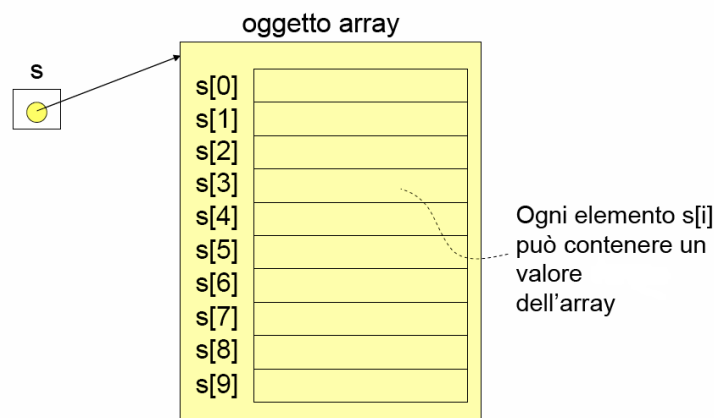 oggetto array
s
s[0]
s[1]
s[2]
s[3]
s[4]
s[5]
s[6]
s[7]
s[8]
s[9]
Ogni elemento s[i]
può contenere un
valore
dell'array